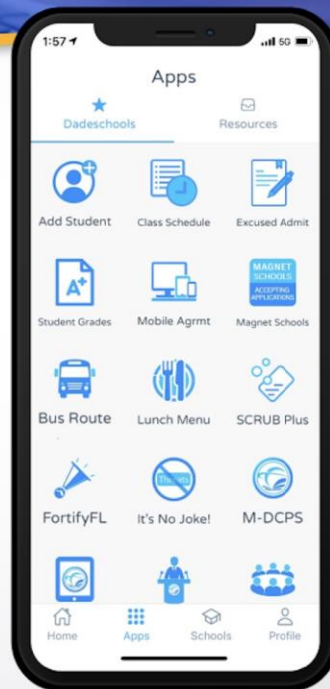 1:57
5G
Apps
Dadeschools
Resources
Add Student
Class Schedule
Excused Admit
A+
MAGNET
SCHOOLS
ACCEPTING
APPLICATIONS
Student Grades
Mobile Agrmt
Magnet Schools
Bus Route
Lunch Menu
SCRUB Plus
Threats
FortifyFL
It's No Joke!
M-DCPS
Home
Apps
Schools
Profile